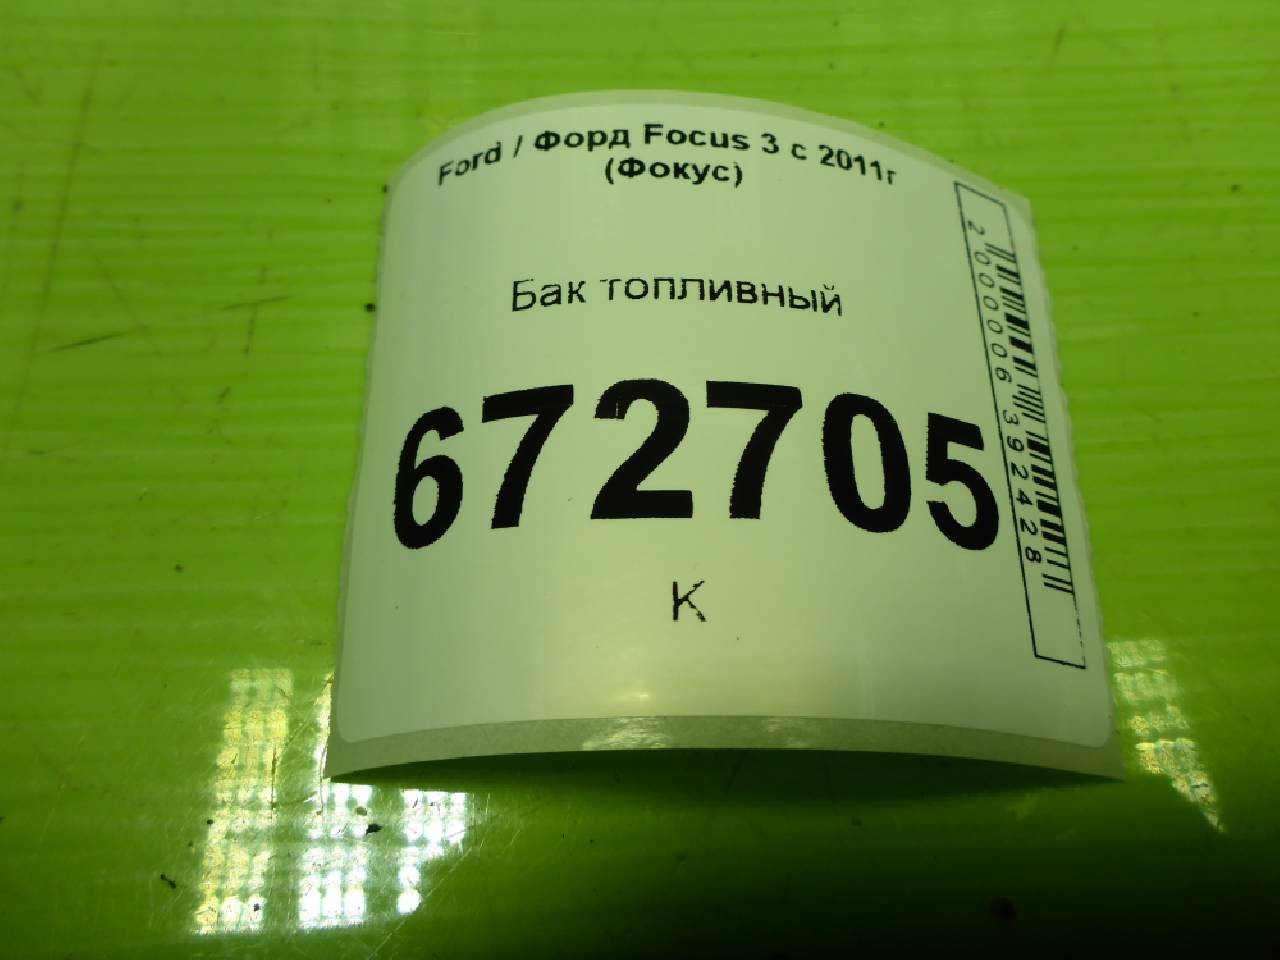 Ford / Форд Focus 3 с 2011г
(Фокус)
Бак топливный
672705
К
2000006392428